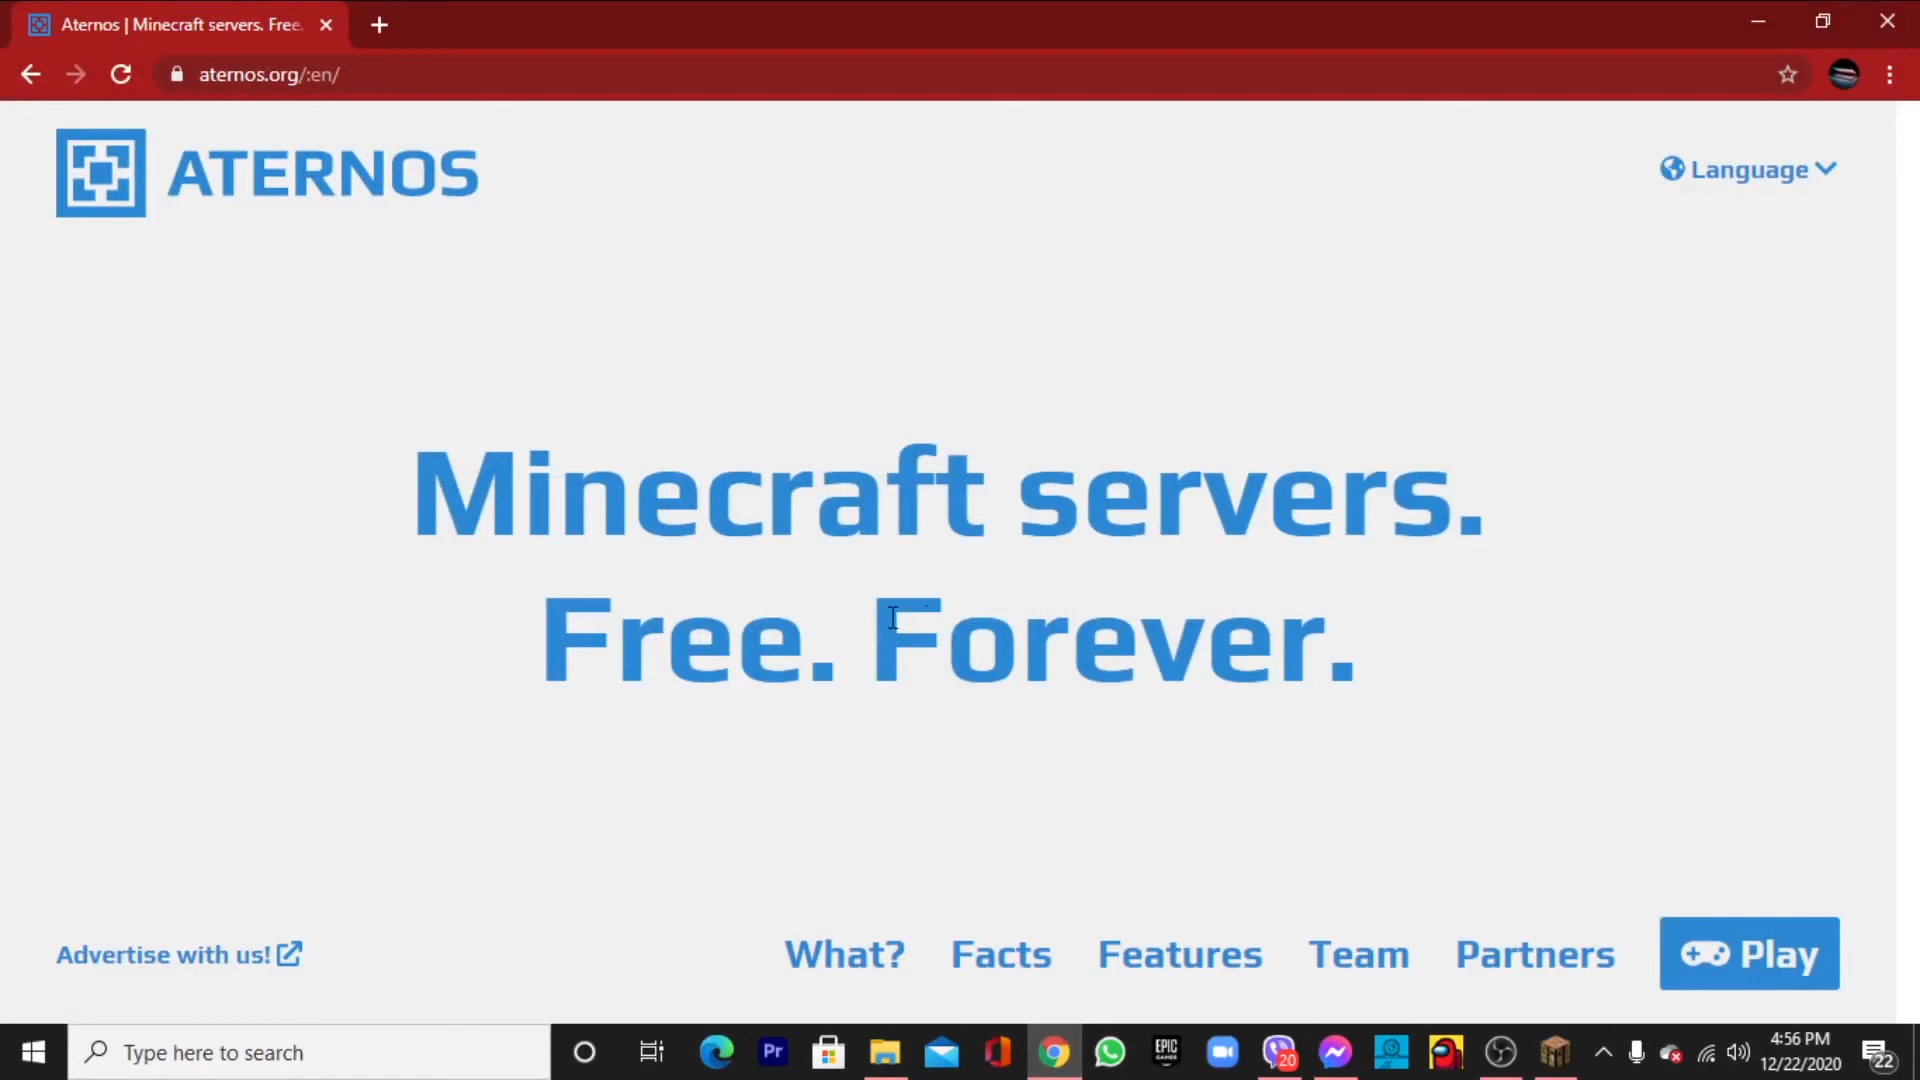 Aternos | Minecraft servers. Free.
aternos.org/:en/
ATERNOS
Language
Minecraft servers.
Free. Forever.
Advertise with us!
What?
Facts
Features
Team
Partners
Play
Type here to search
Pr
EPIC
GAMES
20
4:56 PM
12/22/2020
22